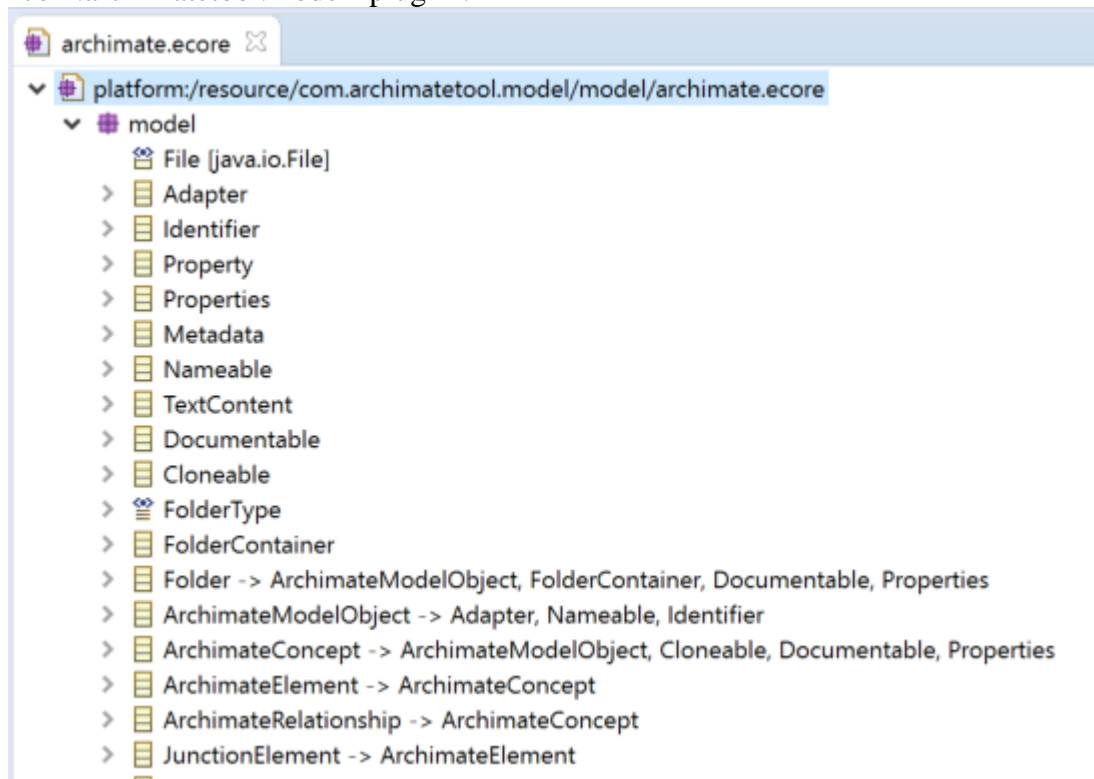 archimate.ecore
platform:/resource/com.archimatetool.model/model/archimate.ecore
model
File [java.io.File]
Adapter
Identifier
Property
Properties
Metadata
Nameable
TextContent
Documentable
Cloneable
FolderType
FolderContainer
Folder -> ArchimateModelObject, FolderContainer, Documentable, Properties
ArchimateModelObject -> Adapter, Nameable, Identifier
ArchimateConcept -> ArchimateModelObject, Cloneable, Documentable, Properties
ArchimateElement -> ArchimateConcept
ArchimateRelationship -> ArchimateConcept
JunctionElement -> ArchimateElement